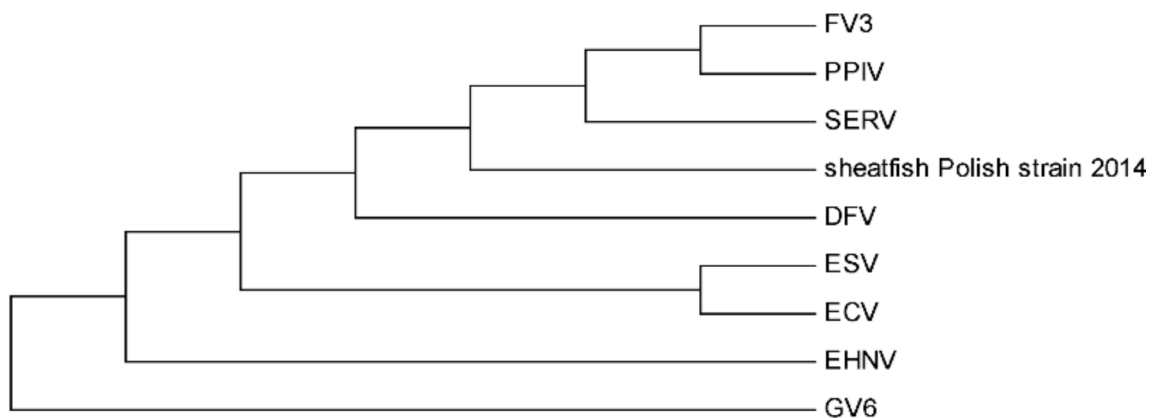 FV3
PPIV
SERV
sheatfish Polish strain 2014
DFV
ESV
ECV
EHNV
GV6